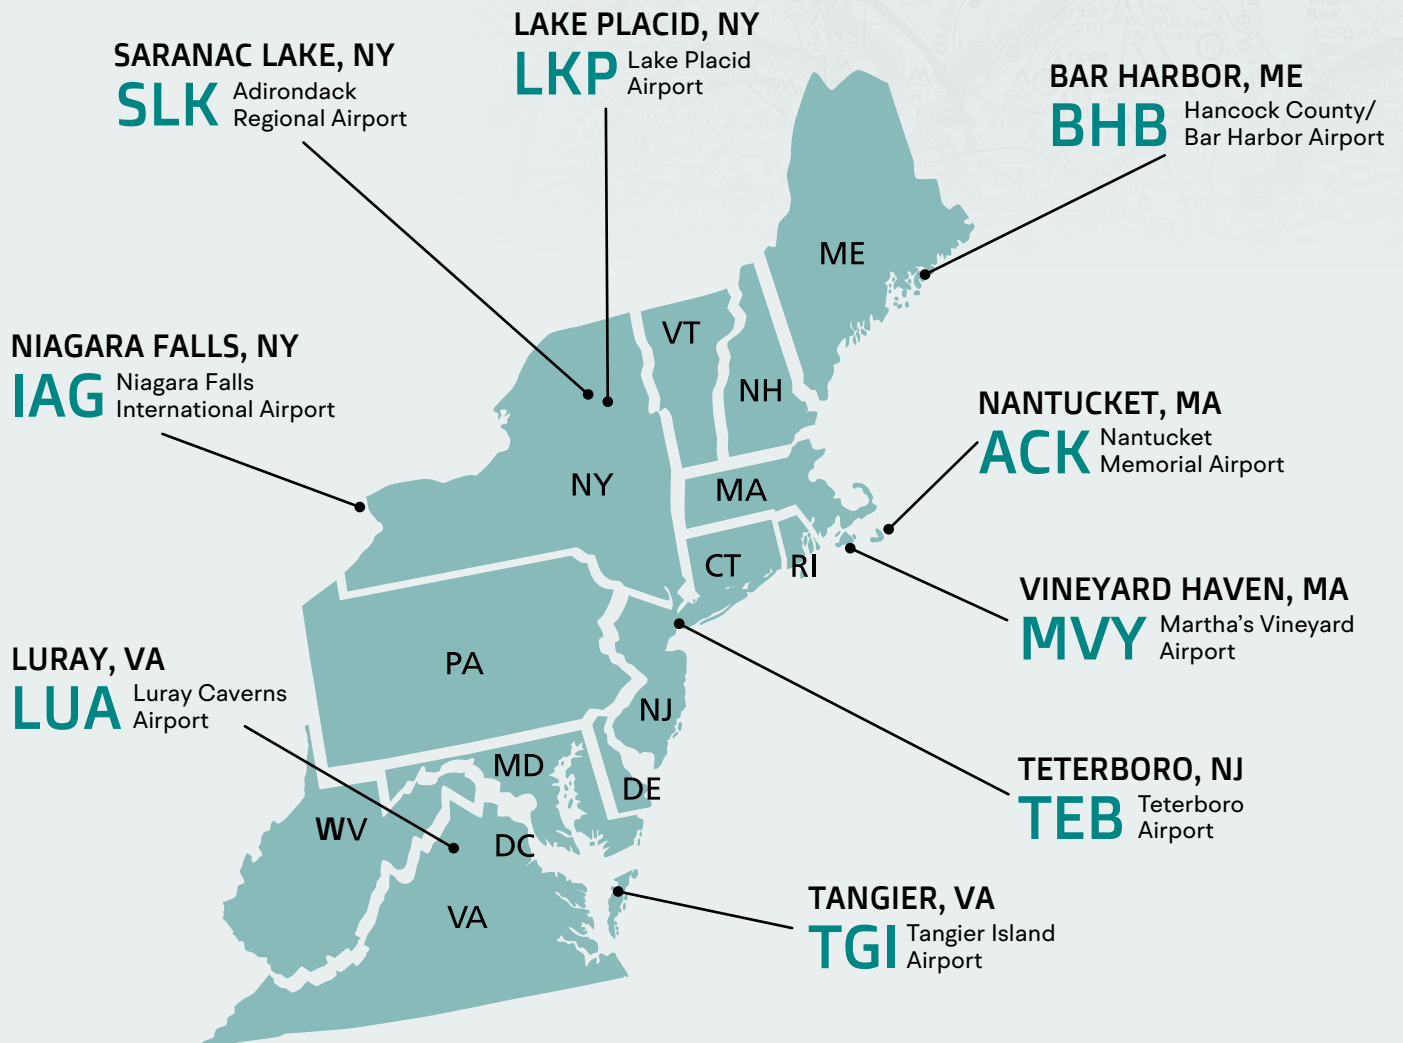 SARANAC LAKE, NY
SLK Adirondack
Regional Airport
LAKE PLACID, NY
LKP Lake Placid
Airport
BAR HARBOR, ME
BHB Hancock County/
Bar Harbor Airport
NIAGARA FALLS, NY
IAG Niagara Falls
International Airport
NANTUCKET, MA
ACK Nantucket
Memorial Airport
VINEYARD HAVEN, MA
MVY Martha's Vineyard
Airport
LURAY, VA
LUA Luray Caverns
Airport
TETERBORO, NJ
TEB Teterboro
Airport
TANGIER, VA
TGI Tangier Island
Airport
ME
VT
NH
NY
MA
CT
RI
PA
NJ
MD
DE
WV
DC
VA